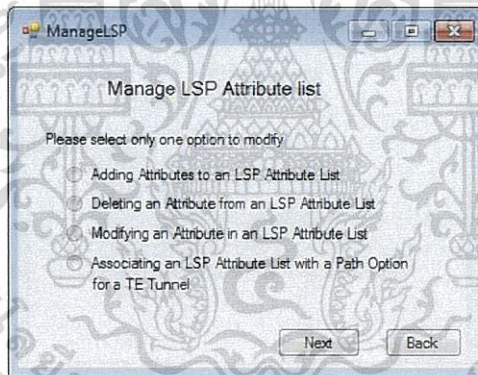 ManageLSP
Manage LSP Attribute list
Please select only one option to modify
Adding Attributes to an LSP Attribute List
Deleting an Attribute from an LSP Attribute List
Modifying an Attribute in an LSP Attribute List
Associating an LSP Attribute List with a Path Option
for a TE Tunnel
Next
Back